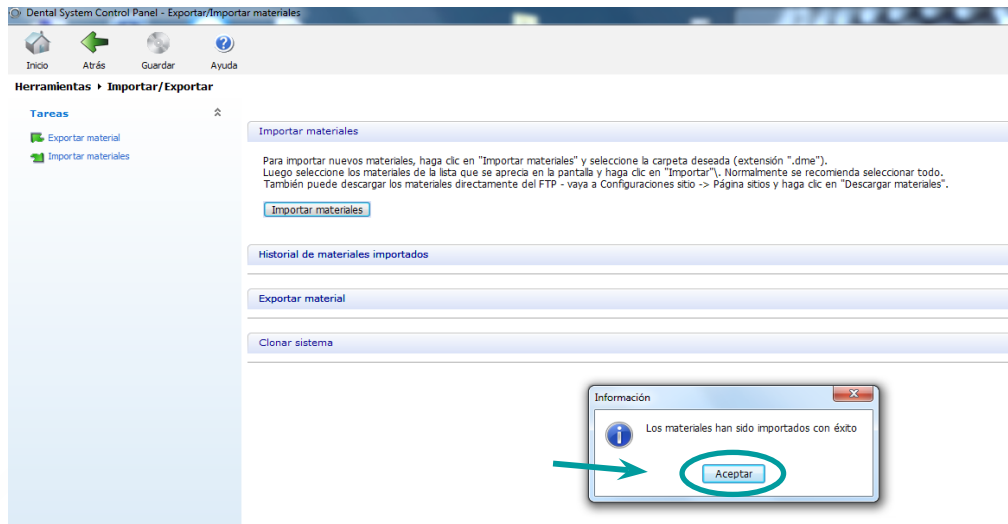 Dental System Control Panel - Exportar/Importar materiales
Inicio Atrás Guardar Ayuda
Herramientas Importar/Exportar
Tareas
Exportar material
Importar materiales
Importar materiales
Para importar nuevos materiales, haga clic en "Importar materiales" y seleccione la carpeta deseada (extensión ".dme").
Luego seleccione los materiales de la lista que se aprecia en la pantalla y haga clic en "Importar"\. Normalmente se recomienda seleccionar todo.
También puede descargar los materiales directamente del FTP - vaya a Configuraciones sitio -> Página sitios y haga clic en "Descargar materiales".
Importar materiales
Historial de materiales importados
Exportar material
Clonar sistema
Información
Los materiales han sido importados con éxito
Aceptar